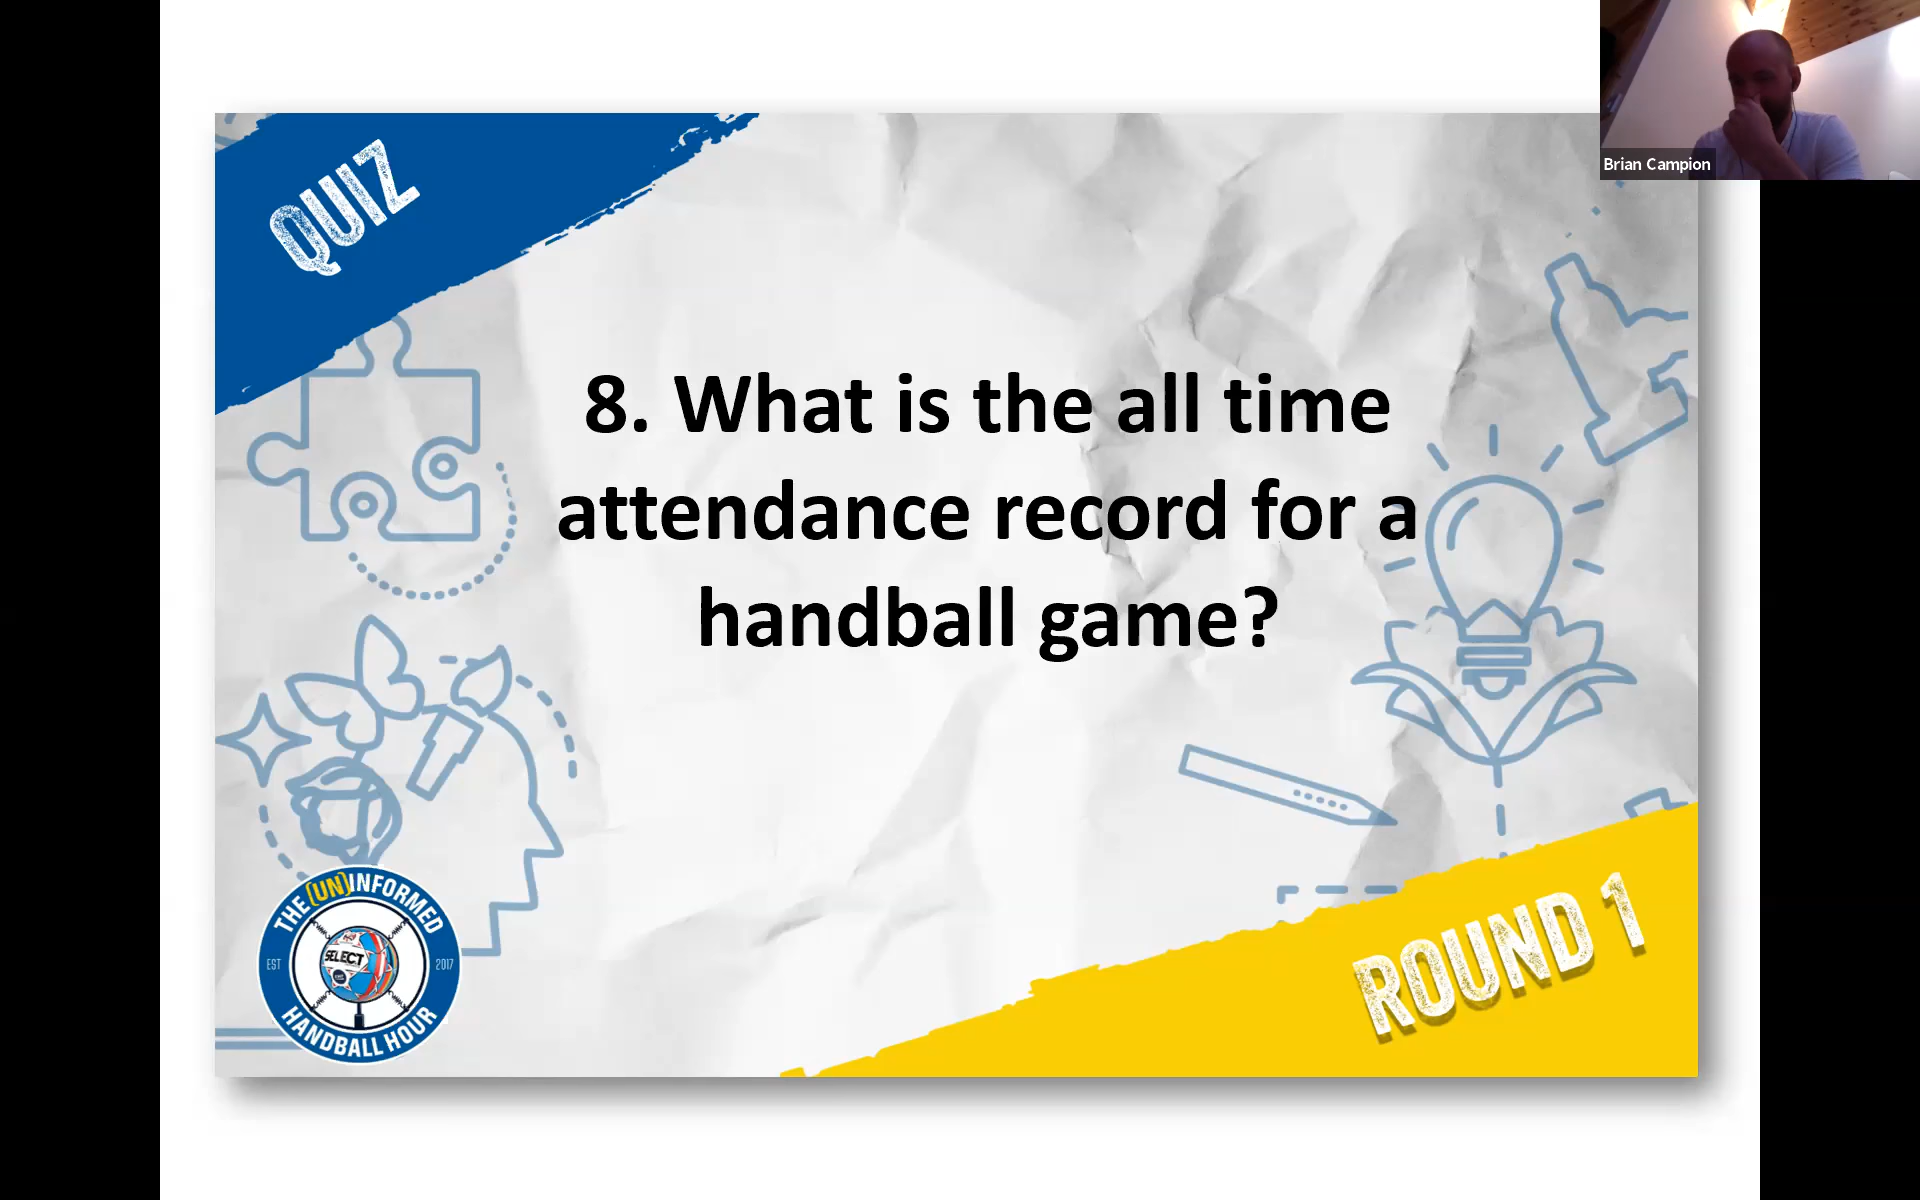 Brian Campion
QUIZ
8. What is the all time
attendance record for a
handball game?
THE (UN)INFORMED
SELECT
EST 2017
HANDBALL HOUR
ROUND 1